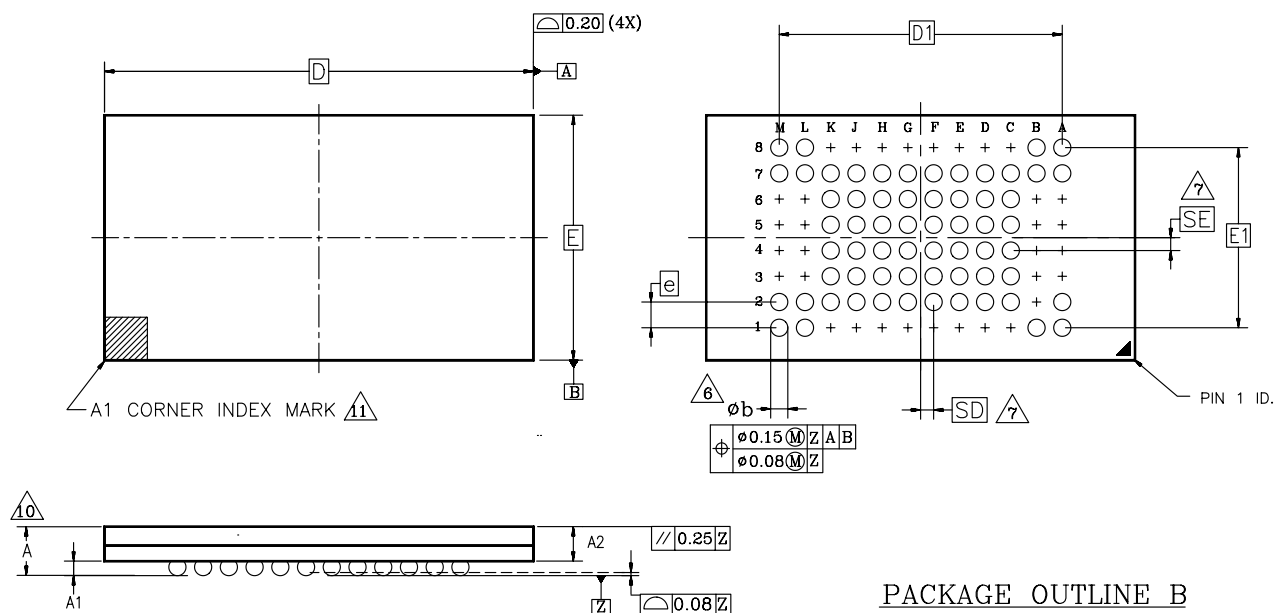 ⌓ 0.20 (4X)
D
A
E
B
A1 CORNER INDEX MARK 11
D1
M L K J H G F E D C B A
8
7
6
5
4
3
2
1
7
SE
E1
e
6
øb
SD 7
PIN 1 ID.
⌖ ø0.15 Ⓜ Z A B
ø0.08 Ⓜ Z
10
A
A1
A2
// 0.25 Z
Z
⌓ 0.08 Z
PACKAGE OUTLINE B